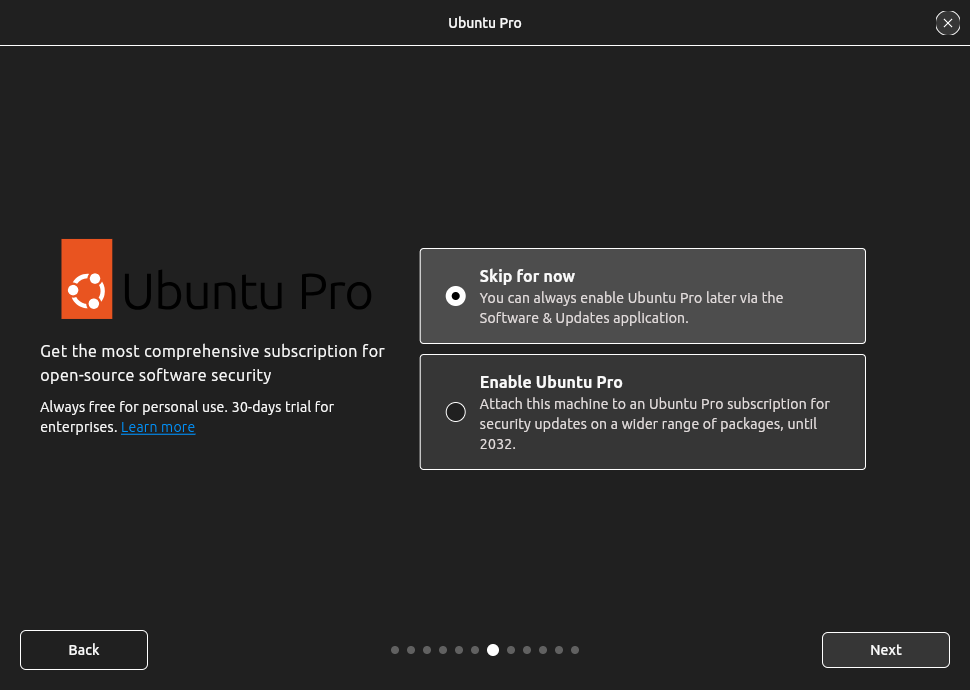 Ubuntu Pro
Ubuntu Pro
Get the most comprehensive subscription for
open-source software security
Always free for personal use. 30-days trial for
enterprises. Learn more
Skip for now
You can always enable Ubuntu Pro later via the
Software & Updates application.
Enable Ubuntu Pro
Attach this machine to an Ubuntu Pro subscription for
security updates on a wider range of packages, until
2032.
Back
Next